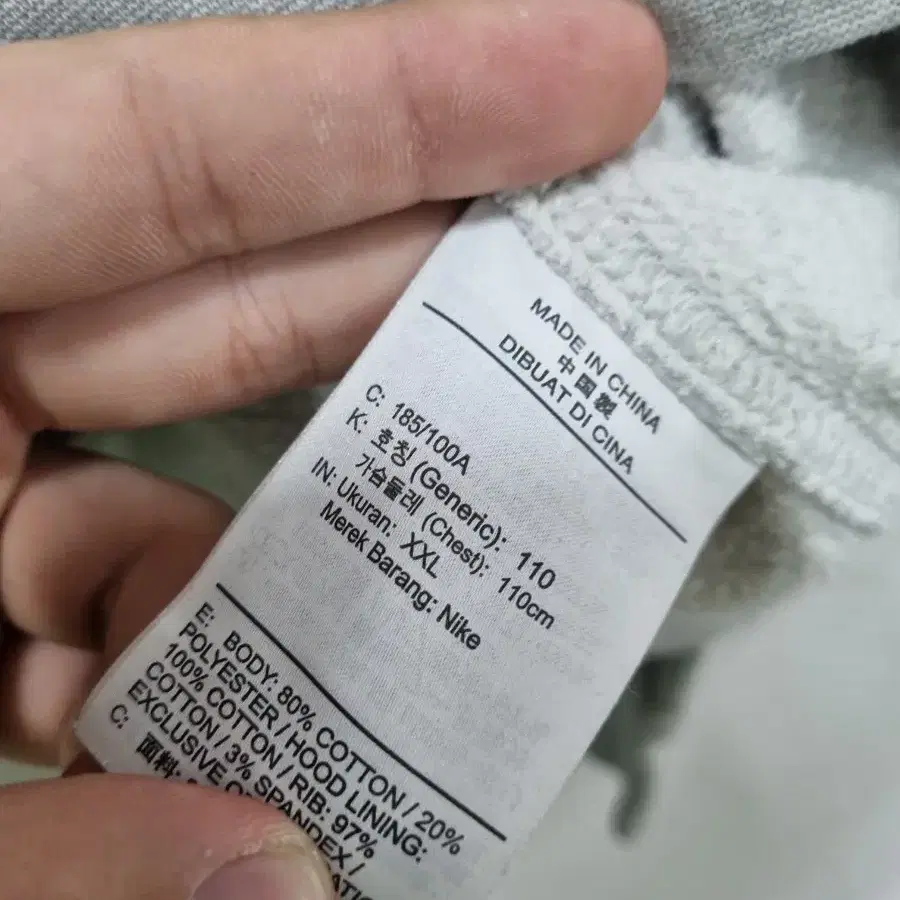 MADE IN CHINA
中国製
DIBUAT DI CINA
C: 185/100A
K: 호칭 (Generic): 110
가슴둘레 (Chest): 110cm
IN: Ukuran: XXL
Merek Barang: Nike
E: BODY: 80% COTTON / 20%
POLYESTER / HOOD LINING:
100% COTTON / RIB: 97%
COTTON / 3% SPANDEX /
EXCLUSIVE
C: 面料: